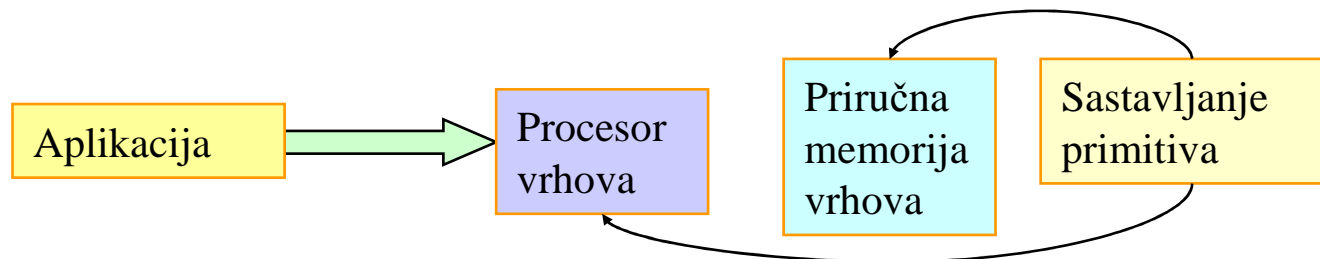 Aplikacija
Procesor
vrhova
Priručna
memorija
vrhova
Sastavljanje
primitiva